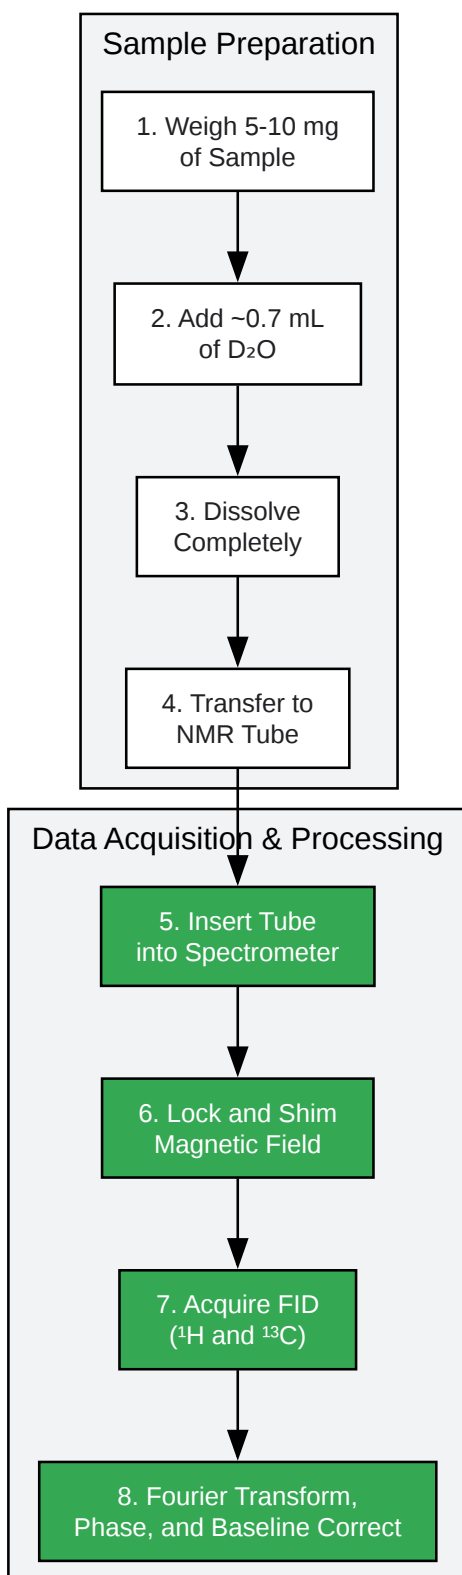 Sample Preparation
1. Weigh 5-10 mg
of Sample
2. Add ~0.7 mL
of D₂O
3. Dissolve
Completely
4. Transfer to
NMR Tube
Data Acquisition & Processing
5. Insert Tube
into Spectrometer
6. Lock and Shim
Magnetic Field
7. Acquire FID
(¹H and ¹³C)
8. Fourier Transform,
Phase, and Baseline Correct